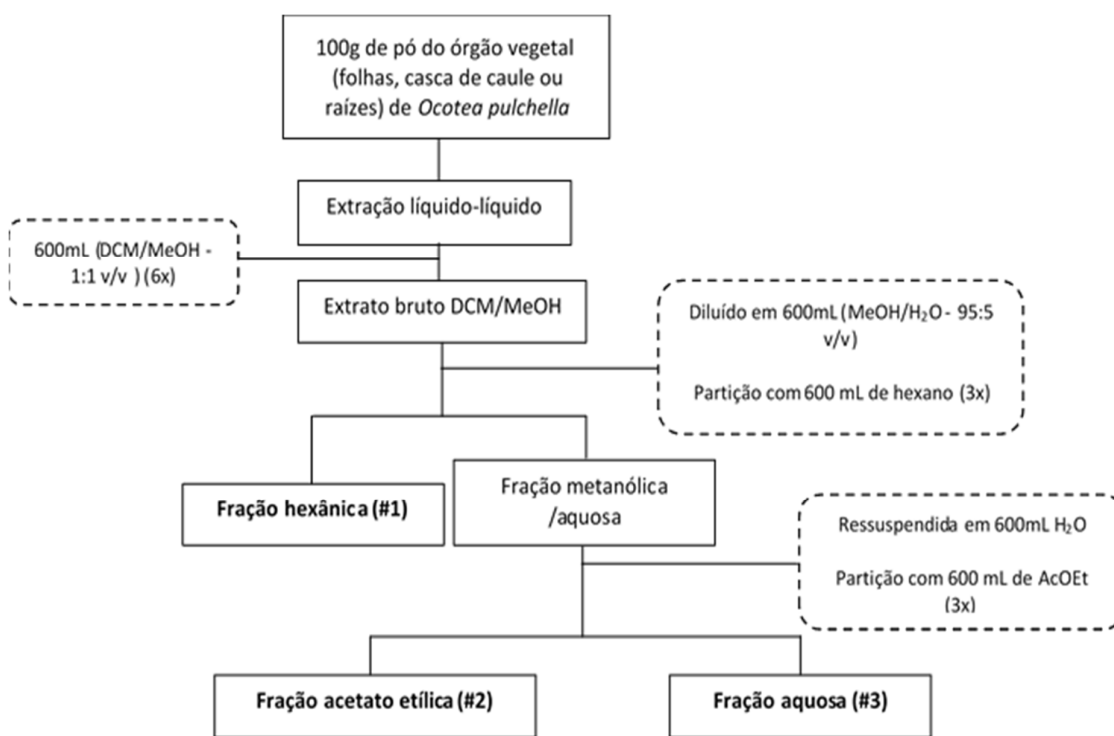 100g de pó do órgão vegetal
(folhas, casca de caule ou
raízes) de Ocotea pulchella
Extração líquido-líquido
600mL (DCM/MeOH -
1:1 v/v ) (6x)
Extrato bruto DCM/MeOH
Diluído em 600mL (MeOH/H₂O - 95:5
v/v)
Partição com 600 mL de hexano (3x)
Fração hexânica (#1)
Fração metanólica
/aquosa
Ressuspendida em 600mL H₂O
Partição com 600 mL de AcOEt
(3x)
Fração acetato etílica (#2)
Fração aquosa (#3)